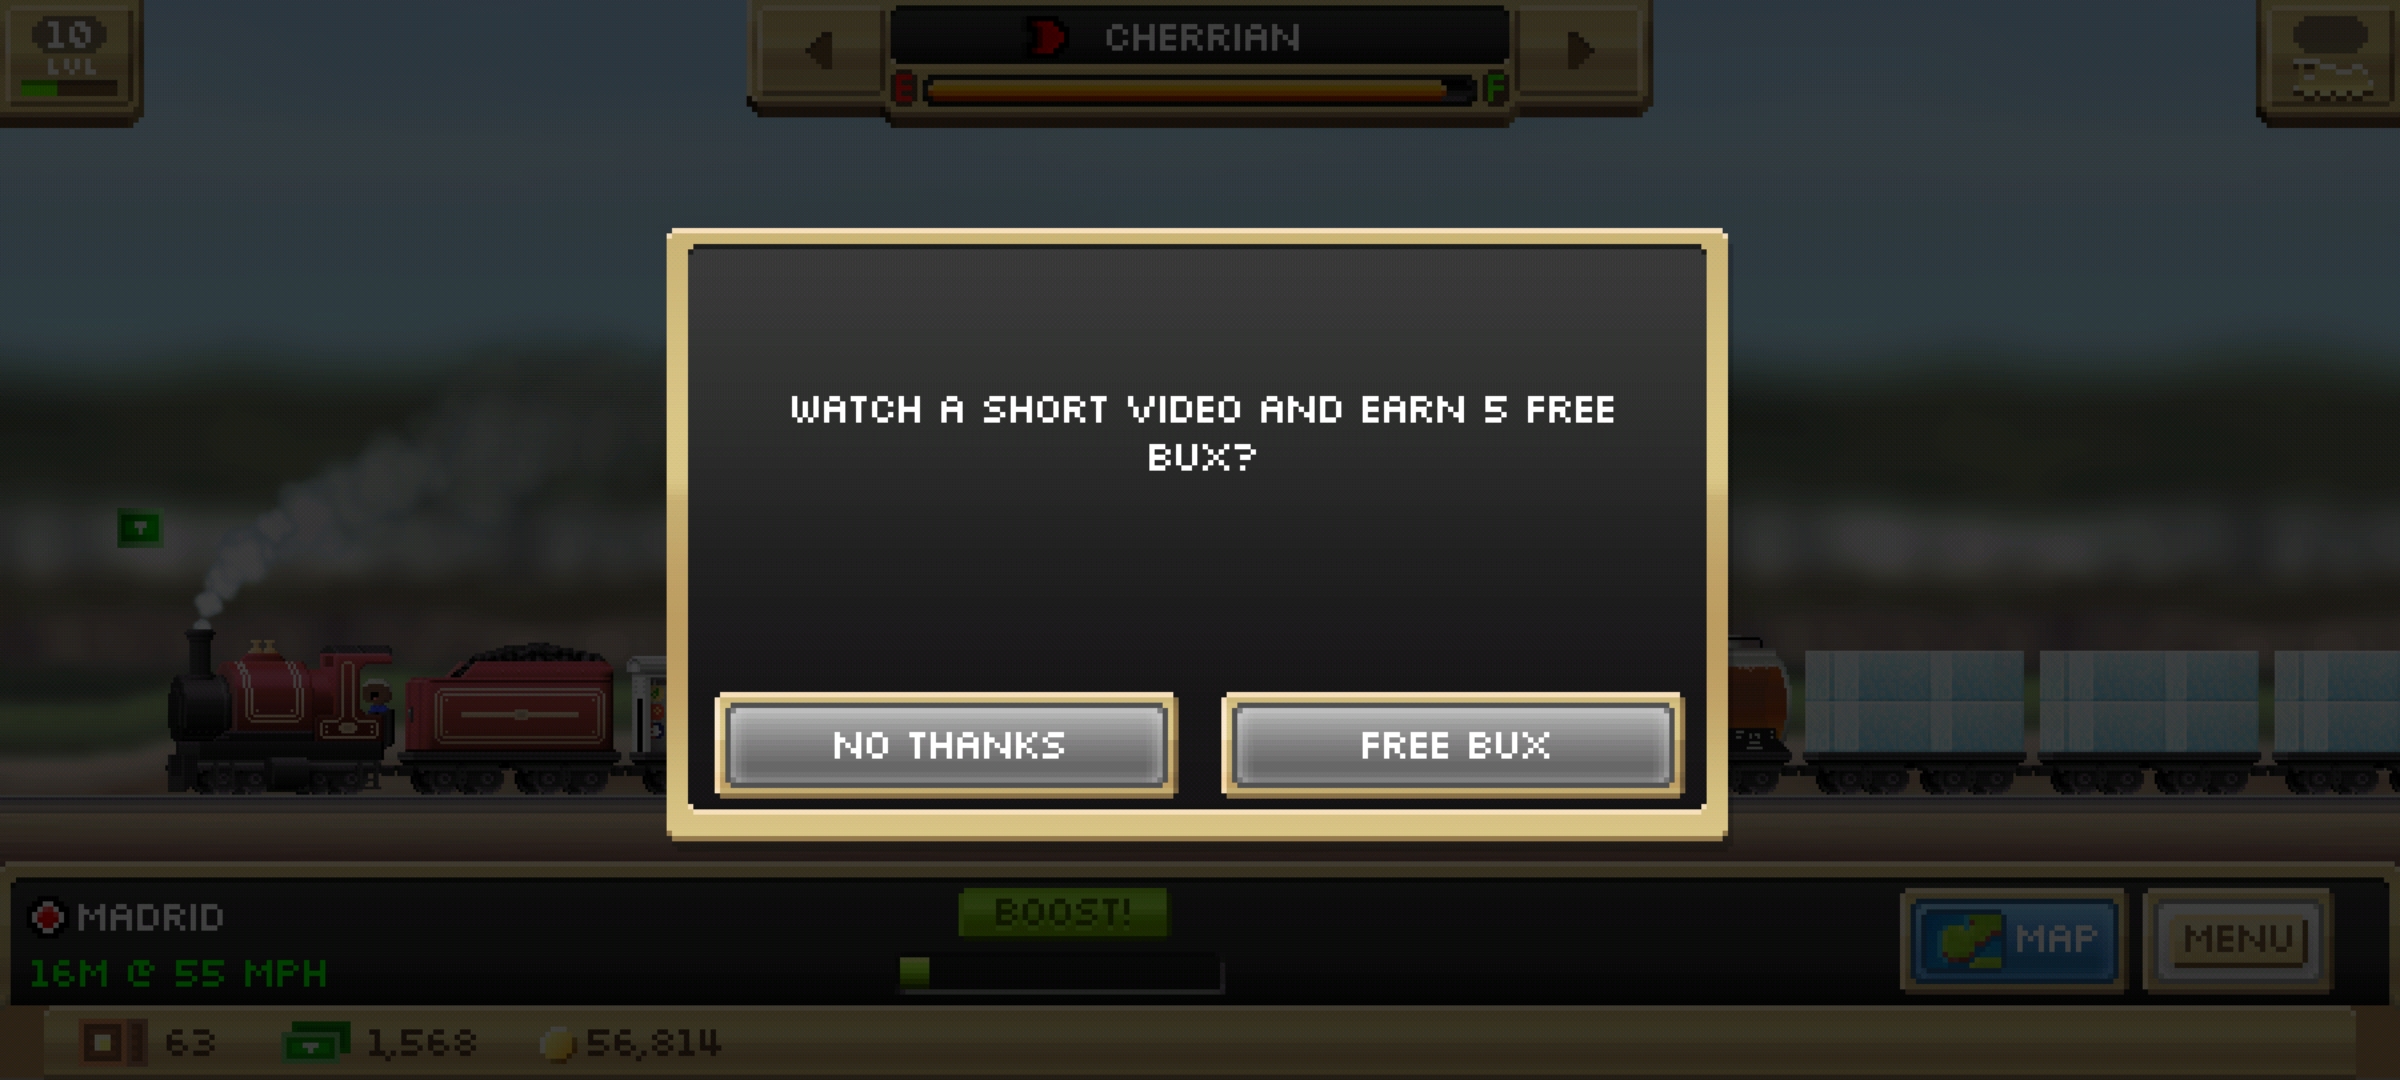 10
LVL
CHERRIAN
E F
WATCH A SHORT VIDEO AND EARN 5 FREE
BUX?
NO THANKS
FREE BUX
MADRID
16M @ 55 MPH
BOOST!
MAP
MENU
63
1,568
56,814